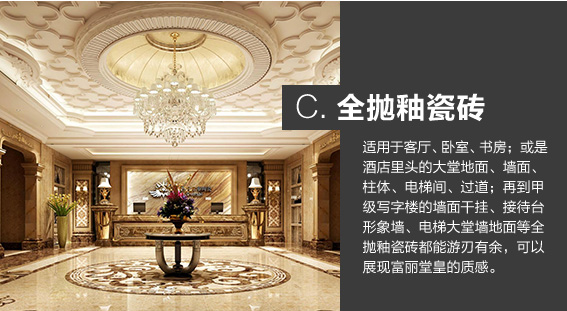 C. 全抛釉瓷砖
适用于客厅、卧室、书房；或是
酒店里头的大堂地面、墙面、
柱体、电梯间、过道；再到甲
级写字楼的墙面干挂、接待台
形象墙、电梯大堂墙地面等全
抛釉瓷砖都能游刃有余，可以
展现富丽堂皇的质感。